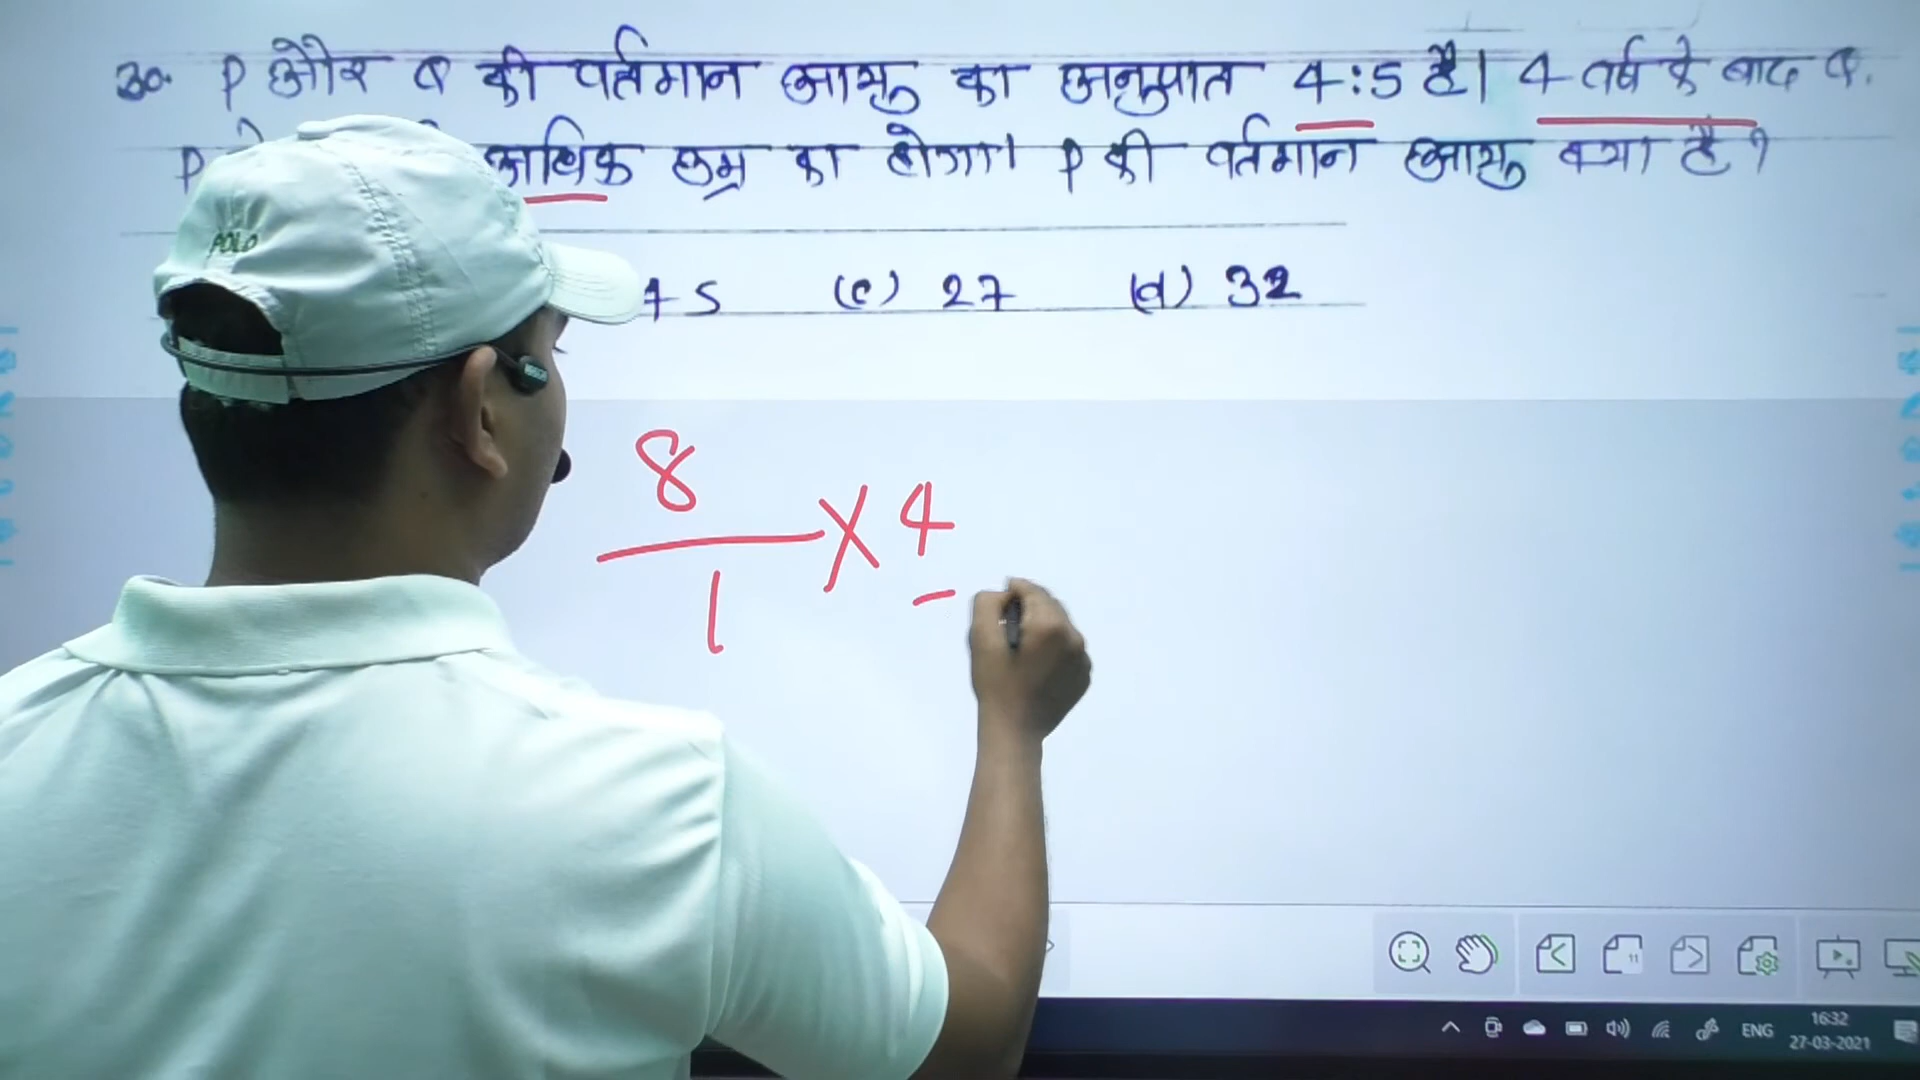 30. P और Q की वर्तमान आयु का अनुपात 4:5 है। 4 वर्ष के बाद Q,
P अधिक उम्र का होगा। P की वर्तमान आयु क्या है?
45 (c) 27 (d) 32
POLO
8
× 4
1
11
ENG
16:32
27-03-2021